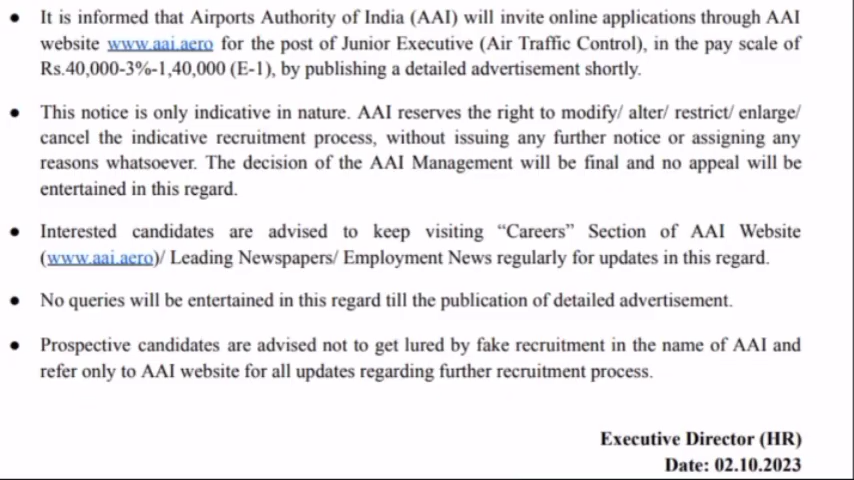 ● It is informed that Airports Authority of India (AAI) will invite online applications through AAI
website www.aai.aero for the post of Junior Executive (Air Traffic Control), in the pay scale of
Rs.40,000-3%-1,40,000 (E-1), by publishing a detailed advertisement shortly.
● This notice is only indicative in nature. AAI reserves the right to modify/ alter/ restrict/ enlarge/
cancel the indicative recruitment process, without issuing any further notice or assigning any
reasons whatsoever. The decision of the AAI Management will be final and no appeal will be
entertained in this regard.
● Interested candidates are advised to keep visiting “Careers” Section of AAI Website
(www.aai.aero)/ Leading Newspapers/ Employment News regularly for updates in this regard.
● No queries will be entertained in this regard till the publication of detailed advertisement.
● Prospective candidates are advised not to get lured by fake recruitment in the name of AAI and
refer only to AAI website for all updates regarding further recruitment process.
Executive Director (HR)
Date: 02.10.2023